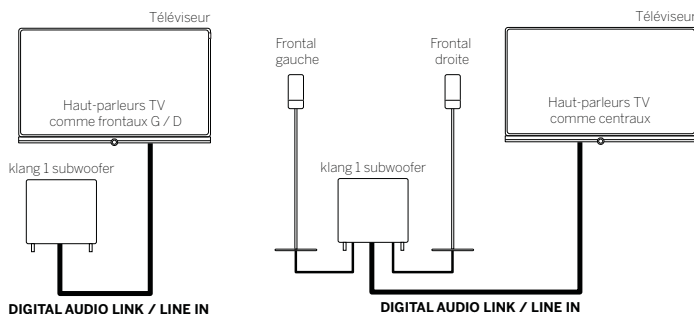 Téléviseur
Haut-parleurs TV
comme frontaux G / D
klang 1 subwoofer
DIGITAL AUDIO LINK / LINE IN
Téléviseur
Frontal
gauche
Frontal
droite
Haut-parleurs TV
comme centraux
klang 1 subwoofer
DIGITAL AUDIO LINK / LINE IN